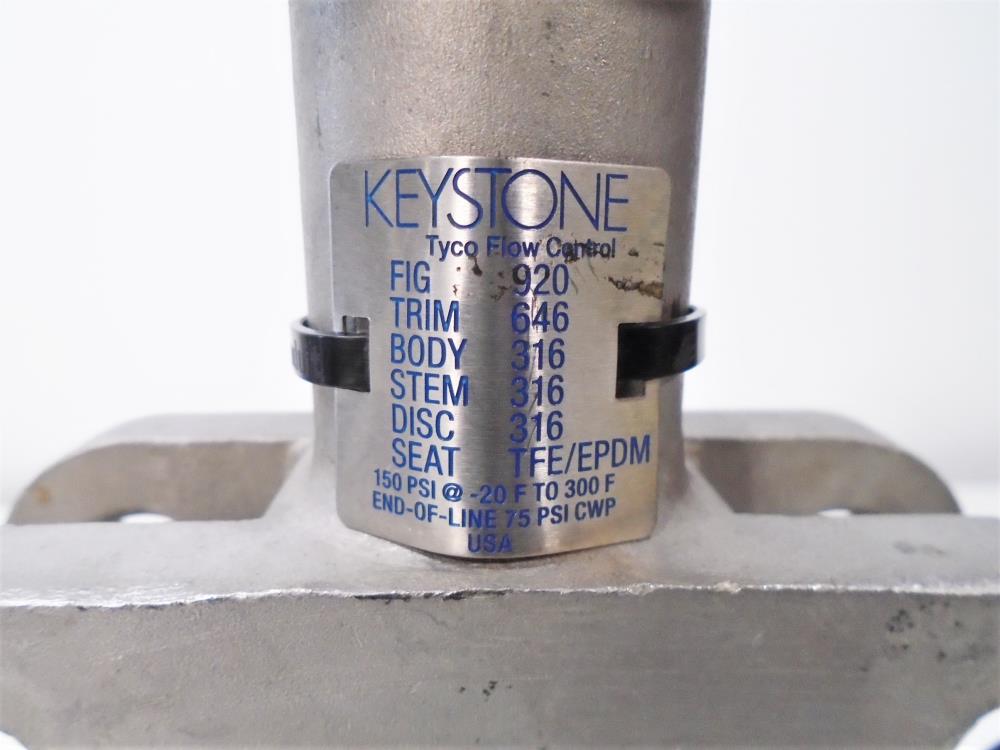 KEYSTONE
Tyco Flow Control
FIG 920
TRIM 646
BODY 316
STEM 316
DISC 316
SEAT TFE/EPDM
150 PSI @ -20 F TO 300 F
END-OF-LINE 75 PSI CWP
USA